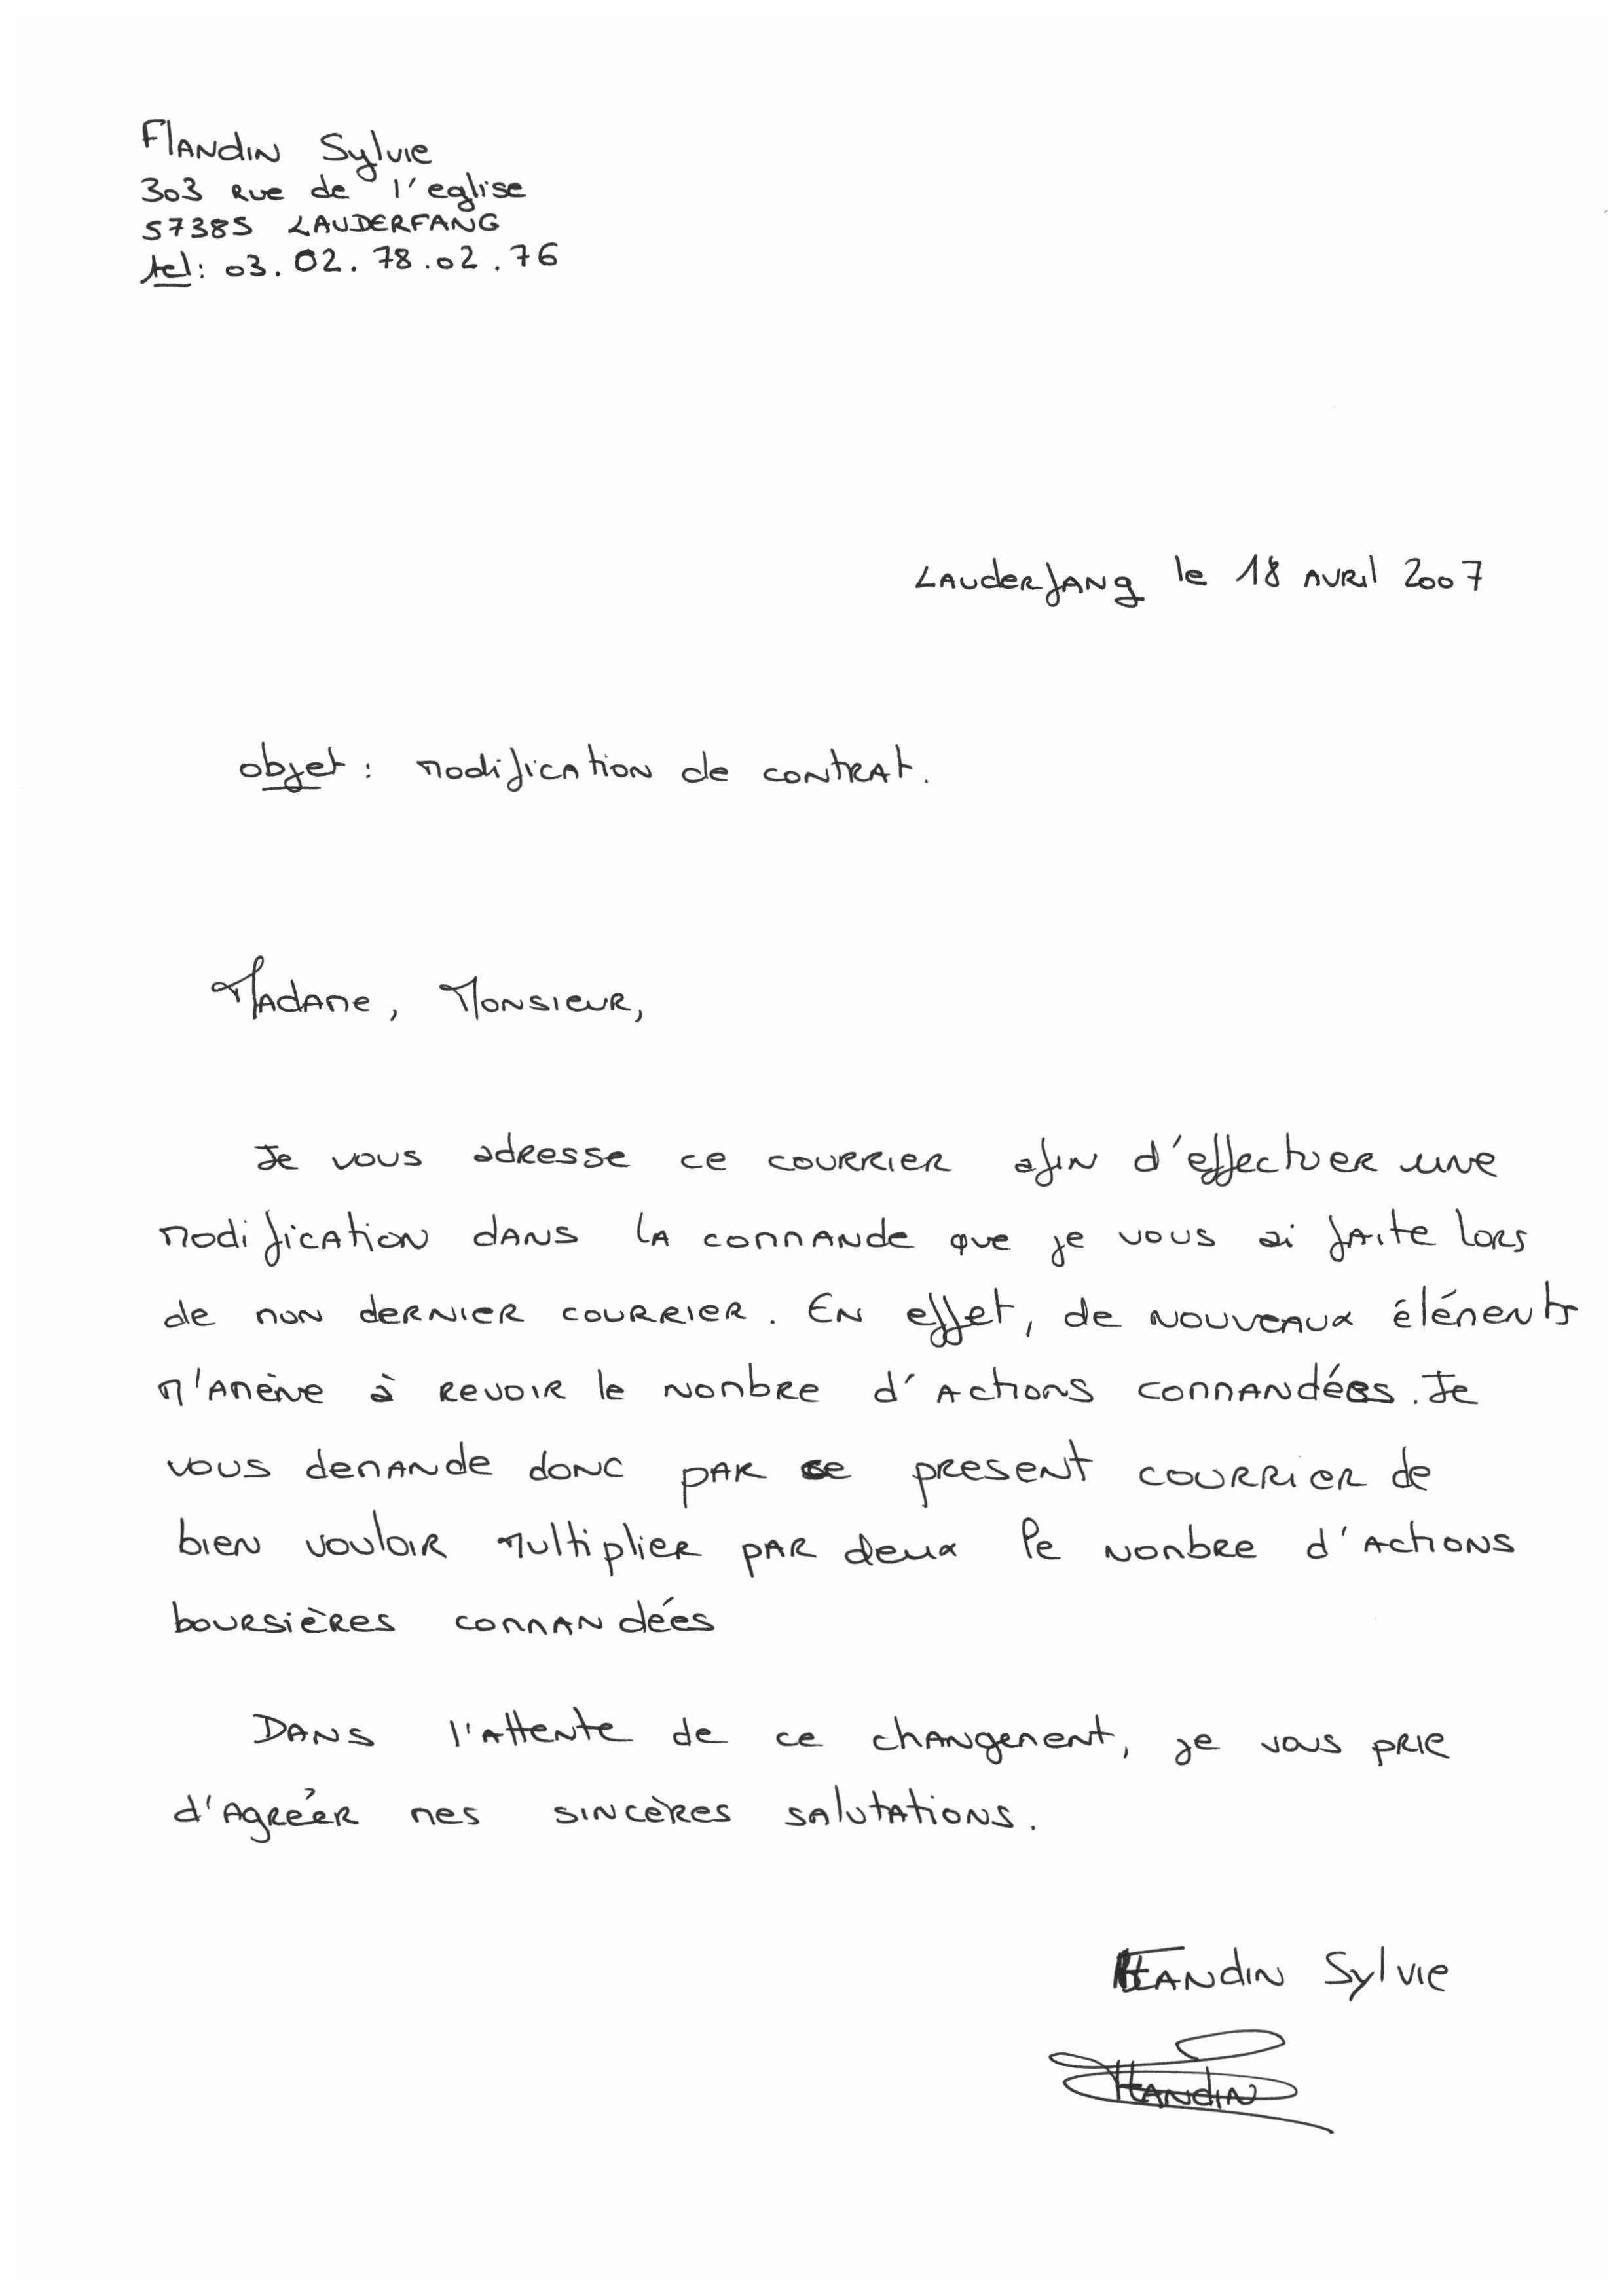 Flandin Sylvie
303 rue de l'eglise
57385 LAUDERFANG
tel: 03.02.78.02.76
Lauderfang le 18 avril 2007
objet : modification de contrat.
Madame, Monsieur,
Je vous adresse ce courrier afin d'effectuer une
modification dans la commande que je vous ai faite lors
de mon dernier courrier. En effet, de nouveaux éléments
m'amène à revoir le nombre d'actions commandées. Je
vous demande donc par ce present courrier de
bien vouloir multiplier par deux le nombre d'actions
boursières commandées
Dans l'attente de ce changement, je vous prie
d'agréér mes sincères salutations.
Flandin Sylvie
Flandin